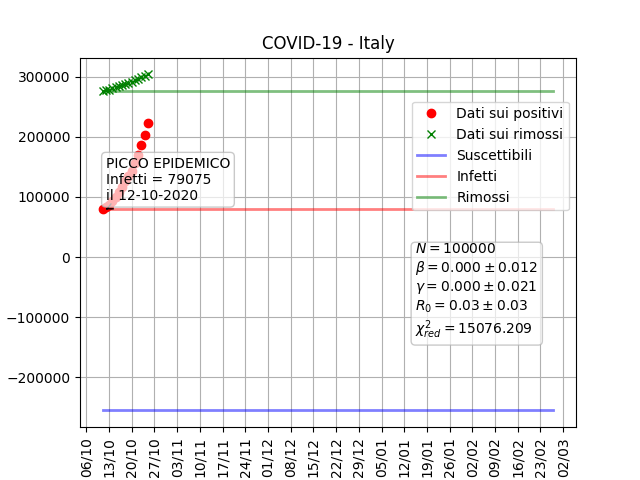 COVID-19 - Italy
300000
200000
100000
0
−100000
−200000
Dati sui positivi
Dati sui rimossi
Suscettibili
Infetti
Rimossi
PICCO EPIDEMICO
Infetti = 79075
il 12-10-2020
N = 100000
β = 0.000 ± 0.012
γ = 0.000 ± 0.021
R₀ = 0.03 ± 0.03
χ²red = 15076.209
06/10
13/10
20/10
27/10
03/11
10/11
17/11
24/11
01/12
08/12
15/12
22/12
29/12
05/01
12/01
19/01
26/01
02/02
09/02
16/02
23/02
02/03